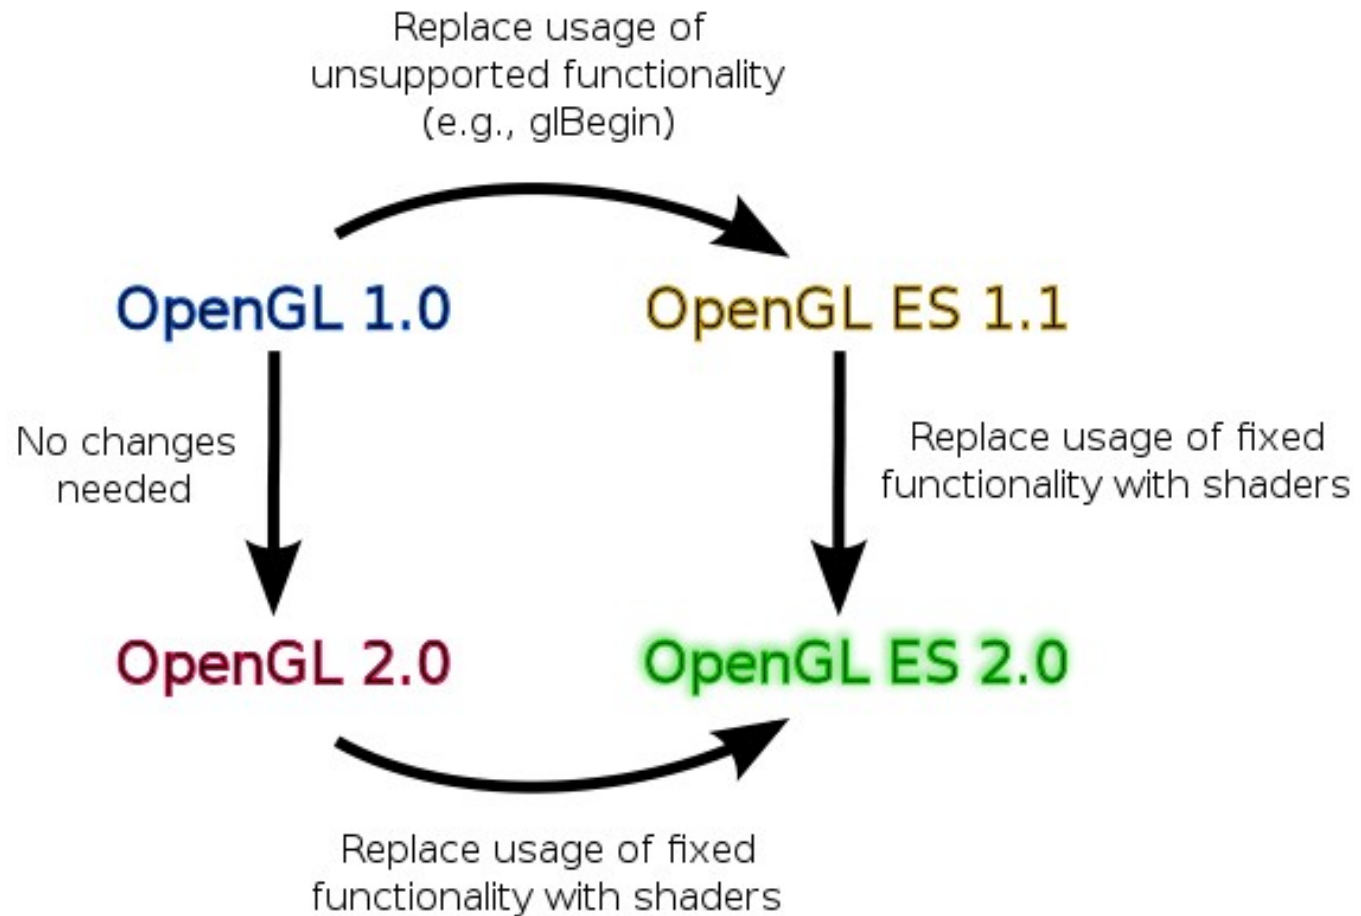 Replace usage of
unsupported functionality
(e.g., glBegin)
OpenGL 1.0
OpenGL ES 1.1
No changes
needed
Replace usage of fixed
functionality with shaders
OpenGL 2.0
OpenGL ES 2.0
Replace usage of fixed
functionality with shaders